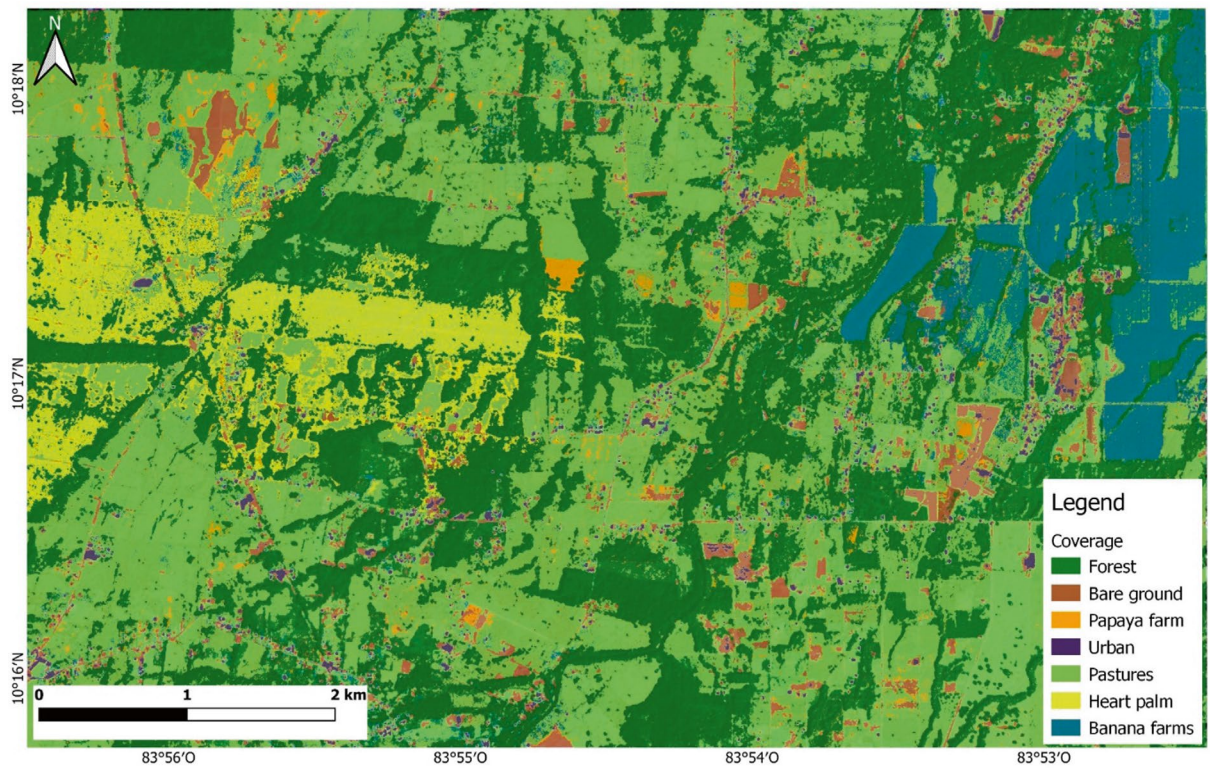 N
10°18'N
10°17'N
10°16'N
0 1 2 km
83°56'O 83°55'O 83°54'O 83°53'O
Legend
Coverage
Forest
Bare ground
Papaya farm
Urban
Pastures
Heart palm
Banana farms